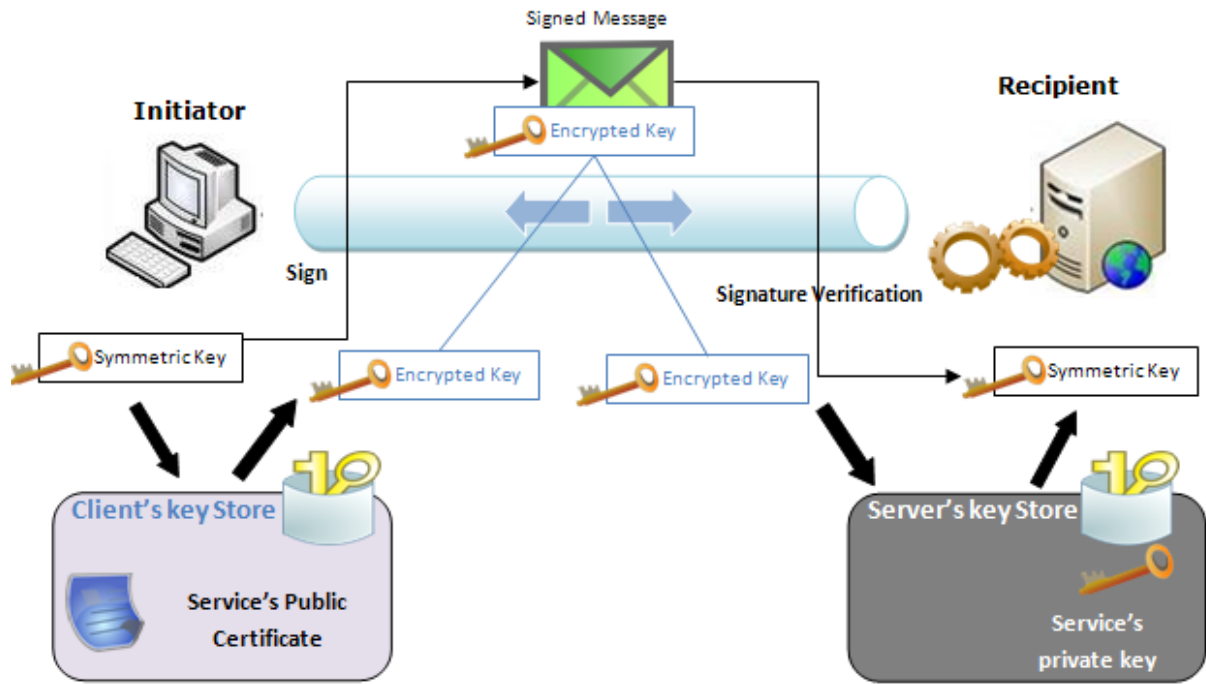 Signed Message
Initiator
Recipient
Encrypted Key
Sign
Signature Verification
Symmetric Key
Encrypted Key
Encrypted Key
Symmetric Key
Client's key Store
Service's Public
Certificate
Server's key Store
Service's
private key